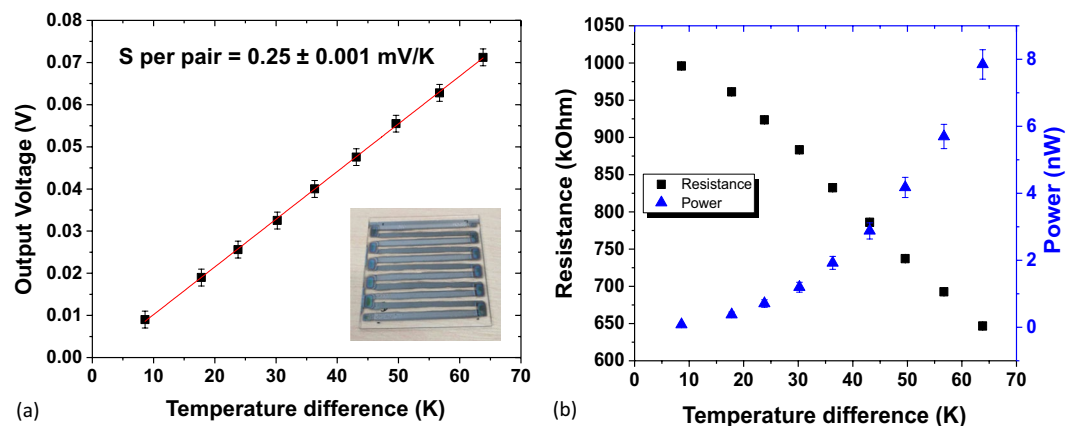 S per pair = 0.25 ± 0.001 mV/K
Output Voltage (V)
0.08
0.07
0.06
0.05
0.04
0.03
0.02
0.01
0.00
0 10 20 30 40 50 60 70
Temperature difference (K)
(a)
Resistance (kOhm)
1050
1000
950
900
850
800
750
700
650
600
Resistance
Power
8
6
4
2
0
Power (nW)
0 10 20 30 40 50 60 70
Temperature difference (K)
(b)